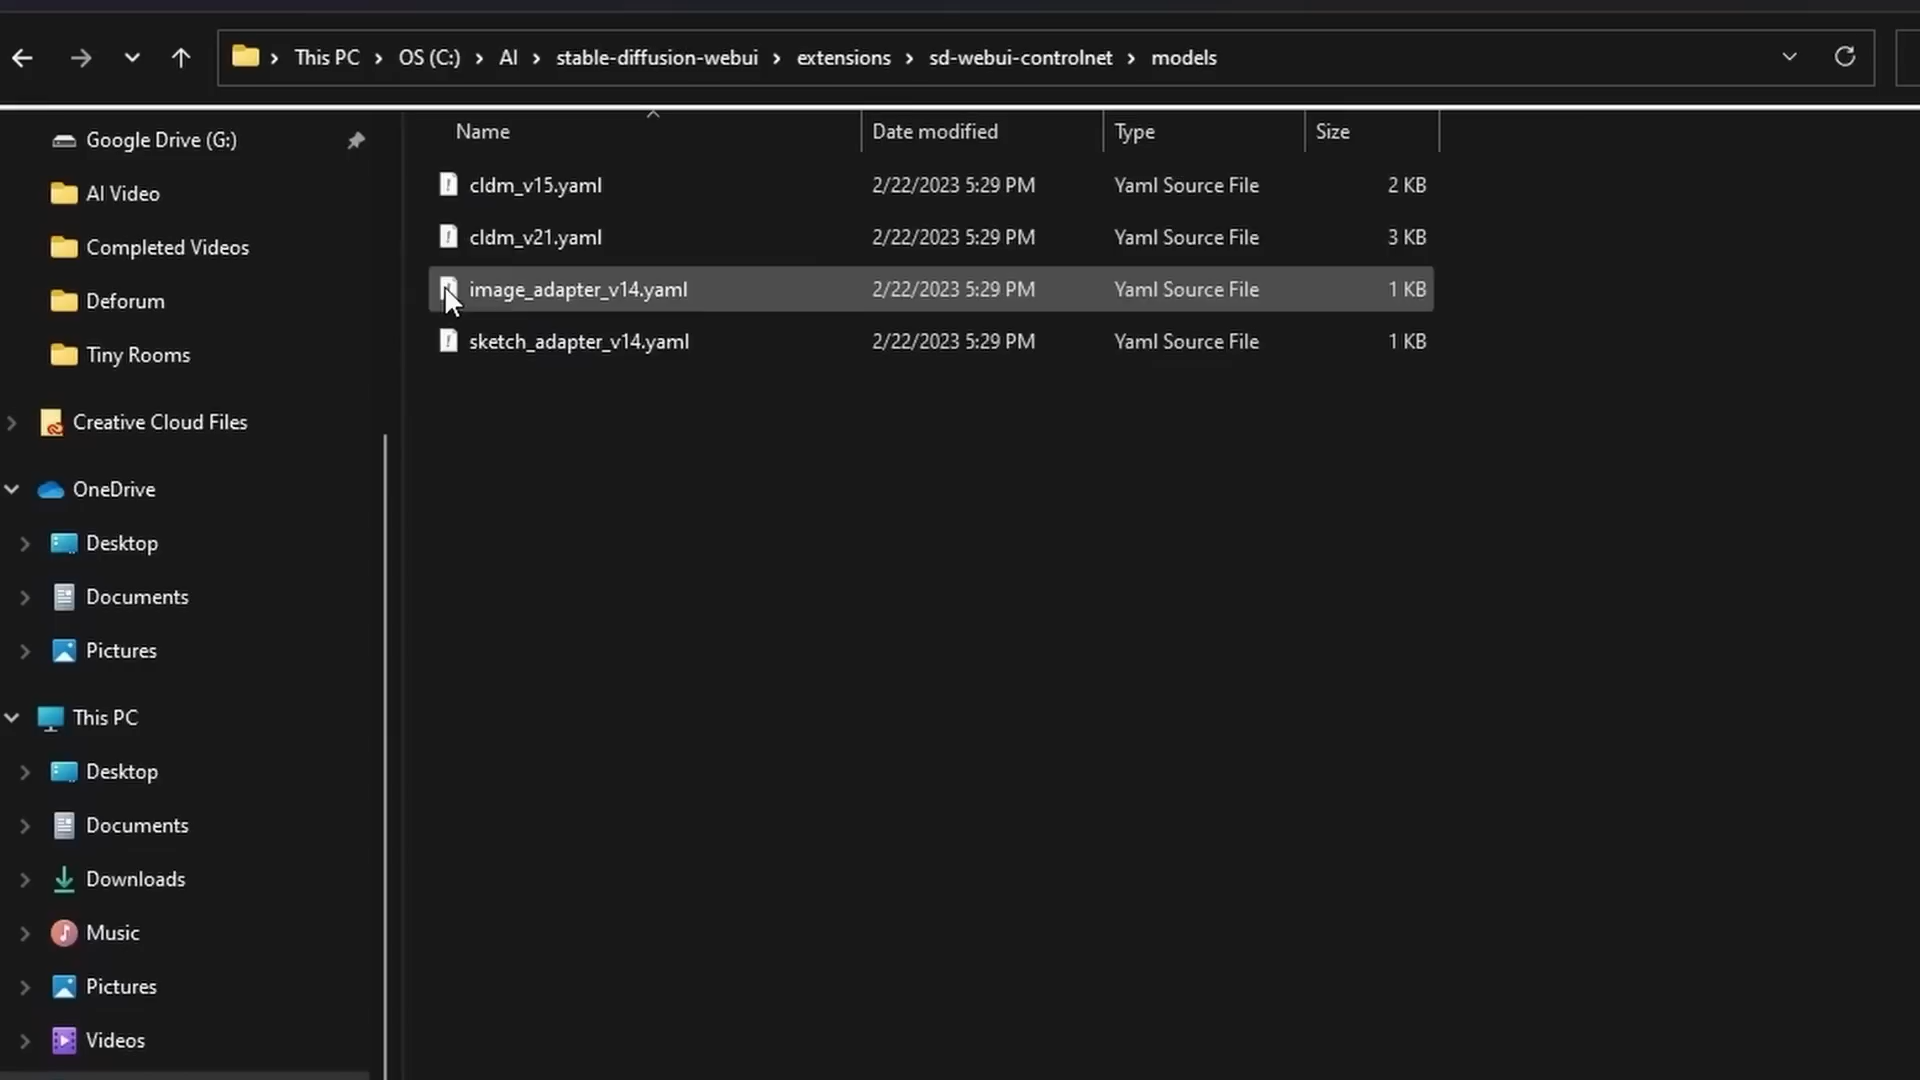 This PC > OS (C:) > AI > stable-diffusion-webui > extensions > sd-webui-controlnet > models
Name Date modified Type Size
cldm_v15.yaml 2/22/2023 5:29 PM Yaml Source File 2 KB
cldm_v21.yaml 2/22/2023 5:29 PM Yaml Source File 3 KB
image_adapter_v14.yaml 2/22/2023 5:29 PM Yaml Source File 1 KB
sketch_adapter_v14.yaml 2/22/2023 5:29 PM Yaml Source File 1 KB
Google Drive (G:)
AI Video
Completed Videos
Deforum
Tiny Rooms
Creative Cloud Files
OneDrive
Desktop
Documents
Pictures
This PC
Desktop
Documents
Downloads
Music
Pictures
Videos